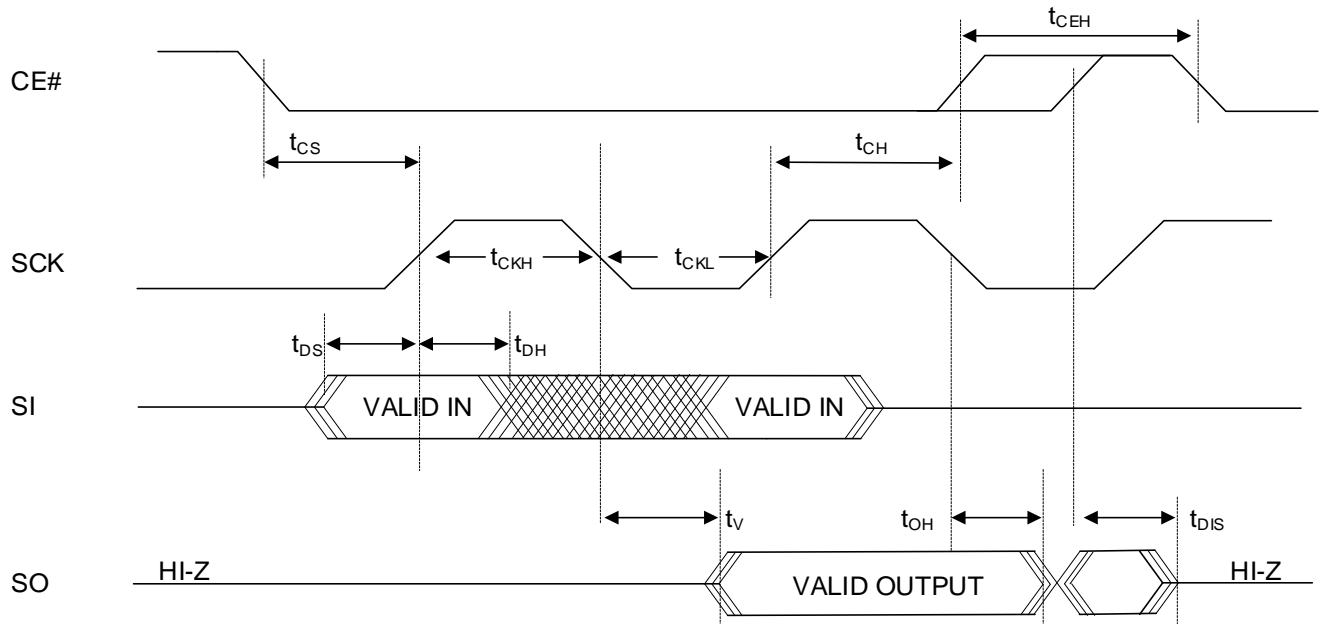 tCEH
CE#
tCS
tCH
SCK
tCKH
tCKL
tDS
tDH
SI
VALID IN
VALID IN
tV
tOH
tDIS
SO
HI-Z
VALID OUTPUT
HI-Z